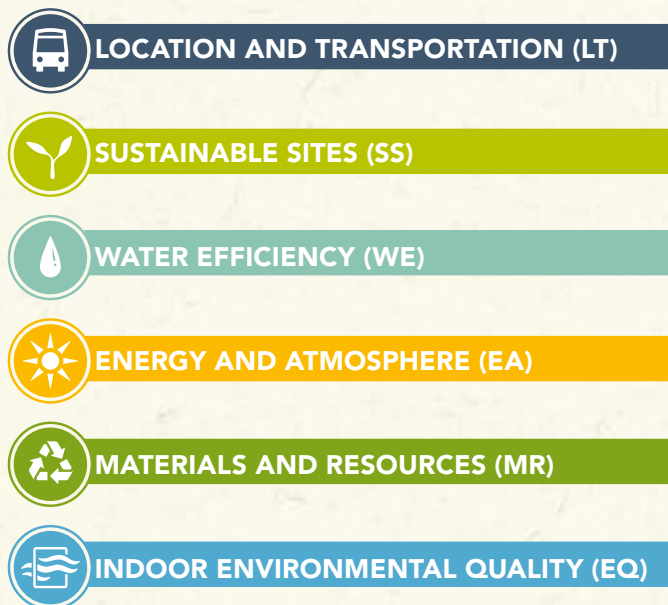 LOCATION AND TRANSPORTATION (LT)
SUSTAINABLE SITES (SS)
WATER EFFICIENCY (WE)
ENERGY AND ATMOSPHERE (EA)
MATERIALS AND RESOURCES (MR)
INDOOR ENVIRONMENTAL QUALITY (EQ)